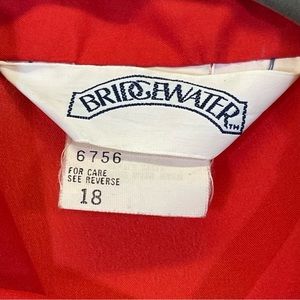 BRIDGEWATER TM
6756
FOR CARE
SEE REVERSE
18